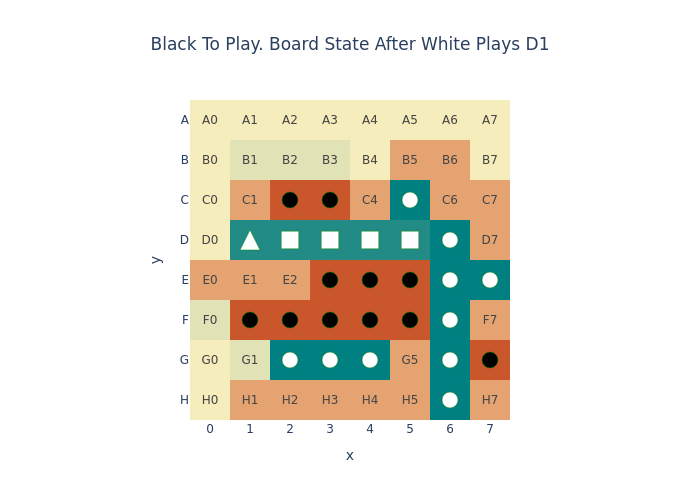 Black To Play. Board State After White Plays D1
A A0 A1 A2 A3 A4 A5 A6 A7
B B0 B1 B2 B3 B4 B5 B6 B7
C C0 C1 C4 C6 C7
D D0 D7
y
E E0 E1 E2
F F0 F7
G G0 G1 G5
H H0 H1 H2 H3 H4 H5 H7
0 1 2 3 4 5 6 7
x